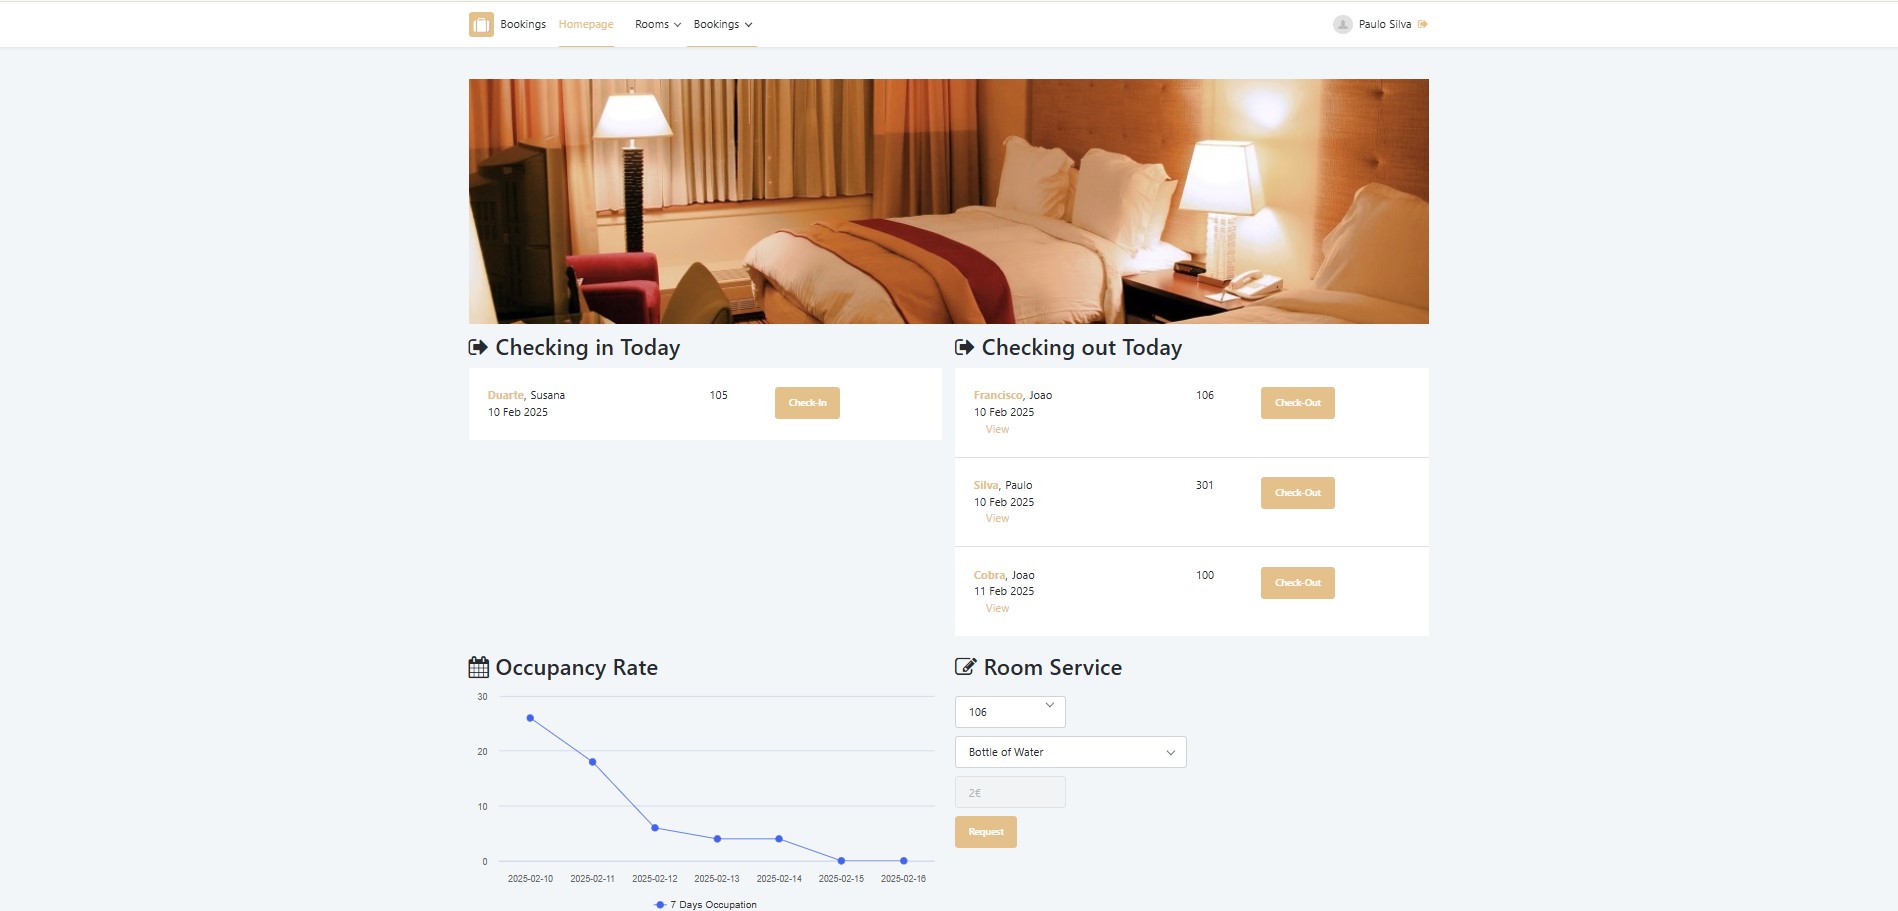 Bookings Homepage Rooms Bookings Paulo Silva
Checking in Today
Duarte, Susana 105 Check-In
10 Feb 2025
Checking out Today
Francisco, Joao 106 Check-Out
10 Feb 2025
View
Silva, Paulo 301 Check-Out
10 Feb 2025
View
Cobra, Joao 100 Check-Out
11 Feb 2025
View
Occupancy Rate
30
20
10
0
2025-02-10 2025-02-11 2025-02-12 2025-02-13 2025-02-14 2025-02-15 2025-02-16
7 Days Occupation
Room Service
106
Bottle of Water
2€
Request